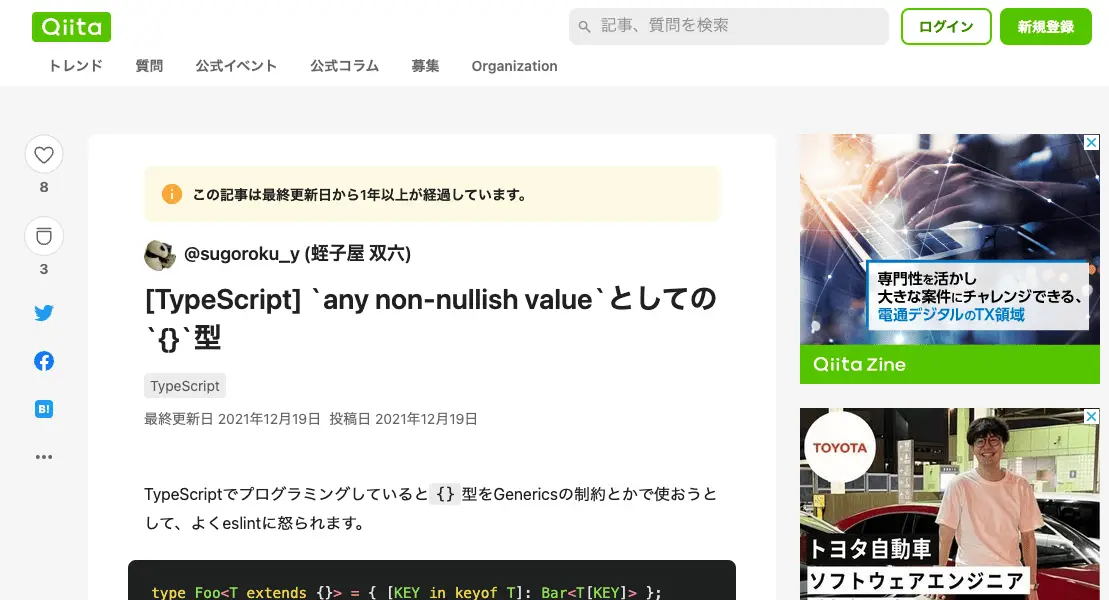 Qiita
記事、質問を検索
ログイン
新規登録
トレンド 質問 公式イベント 公式コラム 募集 Organization
8
3
B!
この記事は最終更新日から1年以上が経過しています。
@sugoroku_y (蛭子屋 双六)
[TypeScript] `any non-nullish value`としての
`{}`型
TypeScript
最終更新日 2021年12月19日 投稿日 2021年12月19日
TypeScriptでプログラミングしていると{}型をGenericsの制約とかで使おうと
して、よくeslintに怒られます。
type Foo<T extends {}> = { [KEY in keyof T]: Bar<T[KEY]> };
専門性を活かし
大きな案件にチャレンジできる、
電通デジタルのTX領域
Qiita Zine
TOYOTA
トヨタ自動車
ソフトウェアエンジニア